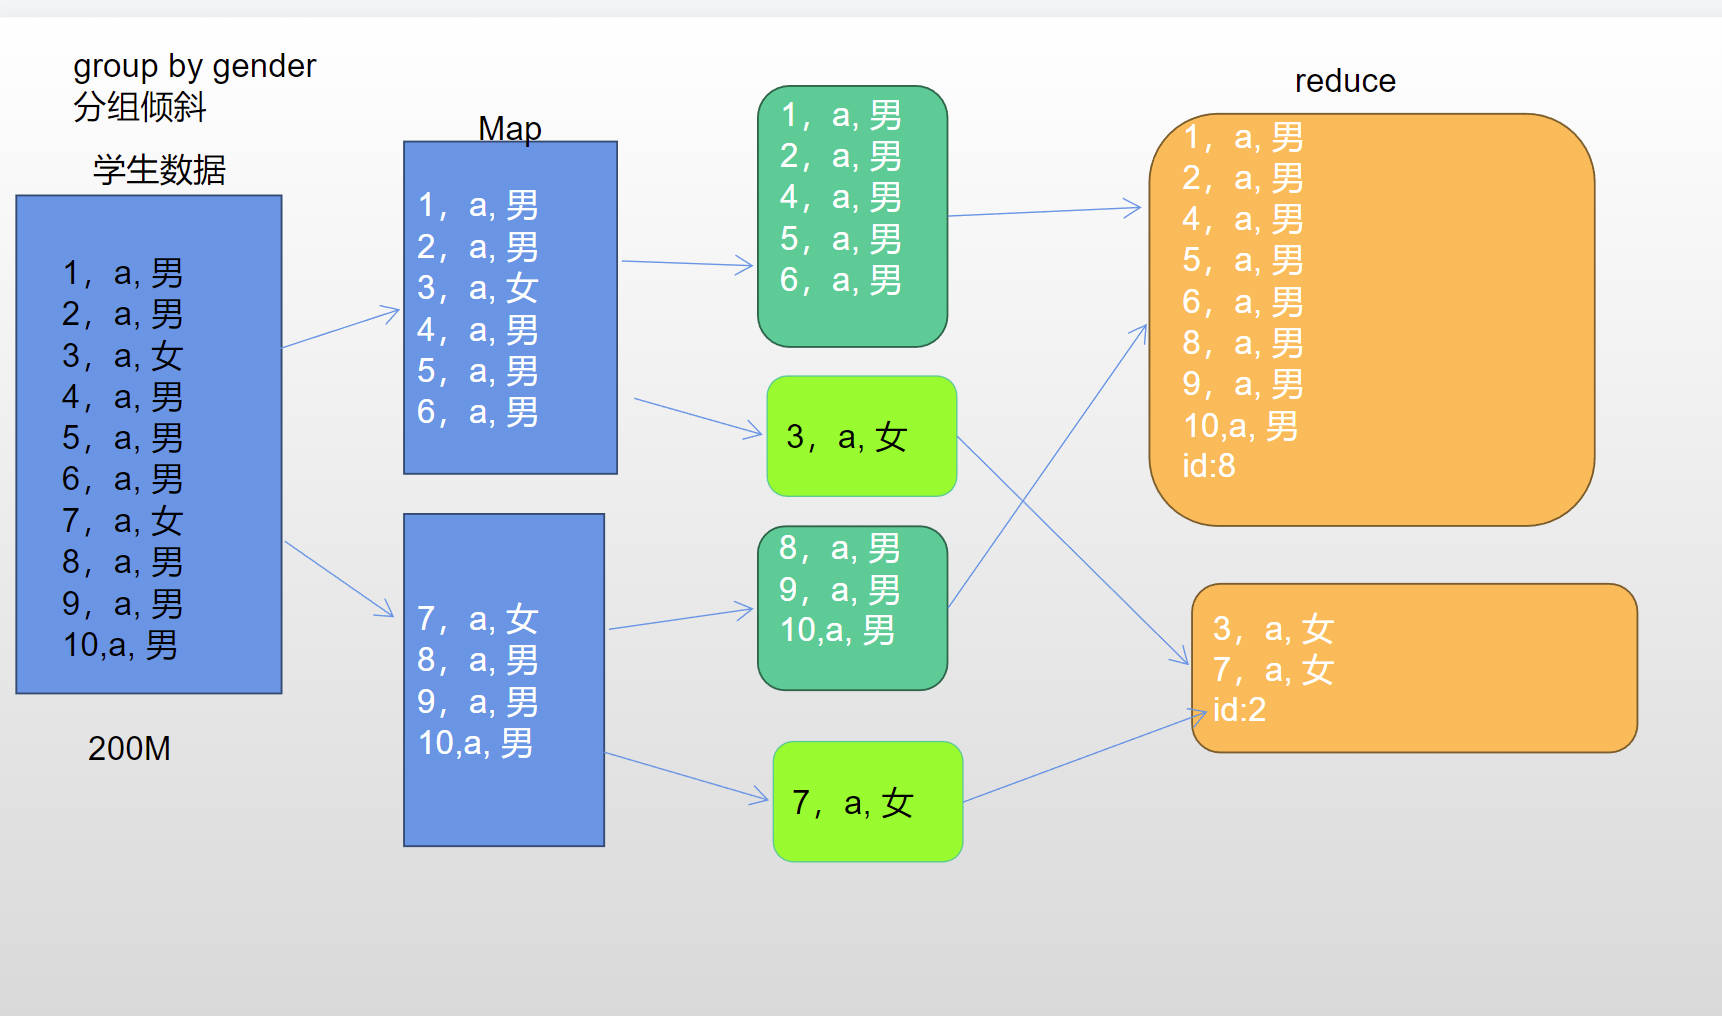 group by gender
分组倾斜
学生数据
1，a, 男
2，a, 男
3，a, 女
4，a, 男
5，a, 男
6，a, 男
7，a, 女
8，a, 男
9，a, 男
10,a, 男
200M
Map
1，a, 男
2，a, 男
3，a, 女
4，a, 男
5，a, 男
6，a, 男
7，a, 女
8，a, 男
9，a, 男
10,a, 男
1，a, 男
2，a, 男
4，a, 男
5，a, 男
6，a, 男
3，a, 女
8，a, 男
9，a, 男
10,a, 男
7，a, 女
reduce
1，a, 男
2，a, 男
4，a, 男
5，a, 男
6，a, 男
8，a, 男
9，a, 男
10,a, 男
id:8
3，a, 女
7，a, 女
id:2